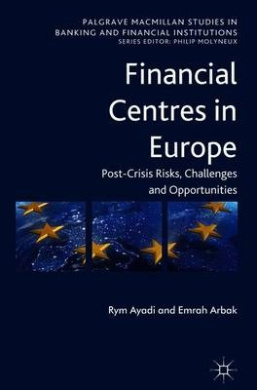 PALGRAVE MACMILLAN STUDIES IN
BANKING AND FINANCIAL INSTITUTIONS
SERIES EDITOR: PHILIP MOLYNEUX
Financial
Centres in
Europe
Post-Crisis Risks, Challenges
and Opportunities
Rym Ayadi and Emrah Arbak